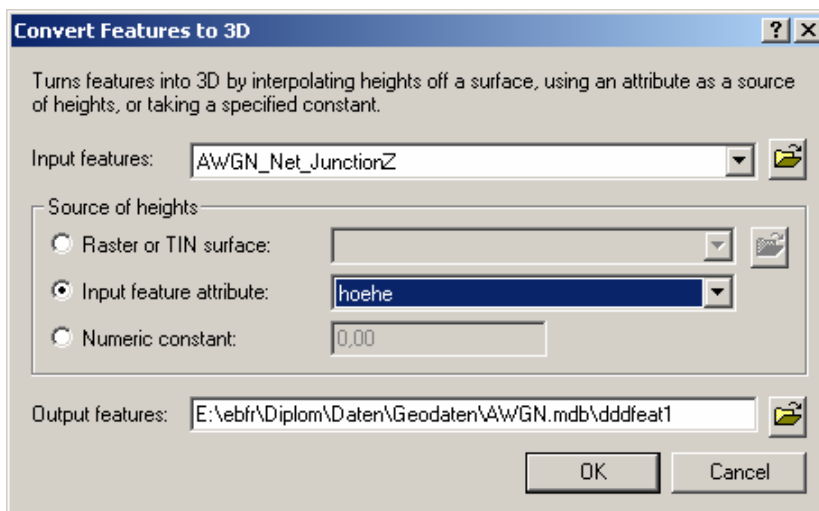 Convert Features to 3D
Turns features into 3D by interpolating heights off a surface, using an attribute as a source
of heights, or taking a specified constant.
Input features: AWGN_Net_JunctionZ
Source of heights
Raster or TIN surface:
Input feature attribute: hoehe
Numeric constant: 0,00
Output features: E:\ebfr\Diplom\Daten\Geodaten\AWGN.mdb\dddfeat1
OK Cancel